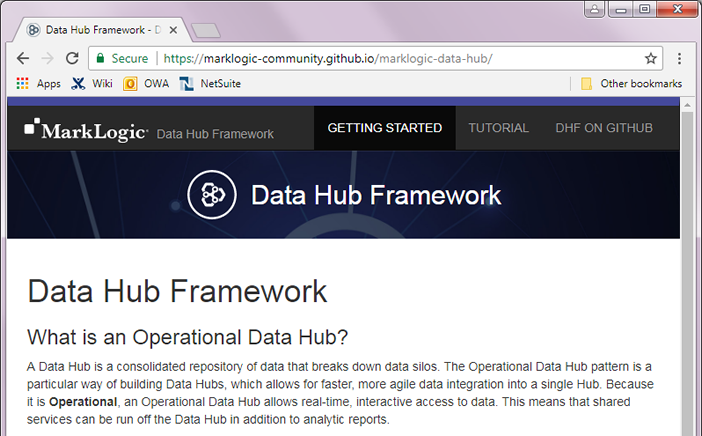 Data Hub Framework - D
Secure https://marklogic-community.github.io/marklogic-data-hub/
Apps Wiki OWA NetSuite Other bookmarks
MarkLogic® Data Hub Framework GETTING STARTED TUTORIAL DHF ON GITHUB
Data Hub Framework
Data Hub Framework
What is an Operational Data Hub?
A Data Hub is a consolidated repository of data that breaks down data silos. The Operational Data Hub pattern is a
particular way of building Data Hubs, which allows for faster, more agile data integration into a single Hub. Because
it is Operational, an Operational Data Hub allows real-time, interactive access to data. This means that shared
services can be run off the Data Hub in addition to analytic reports.